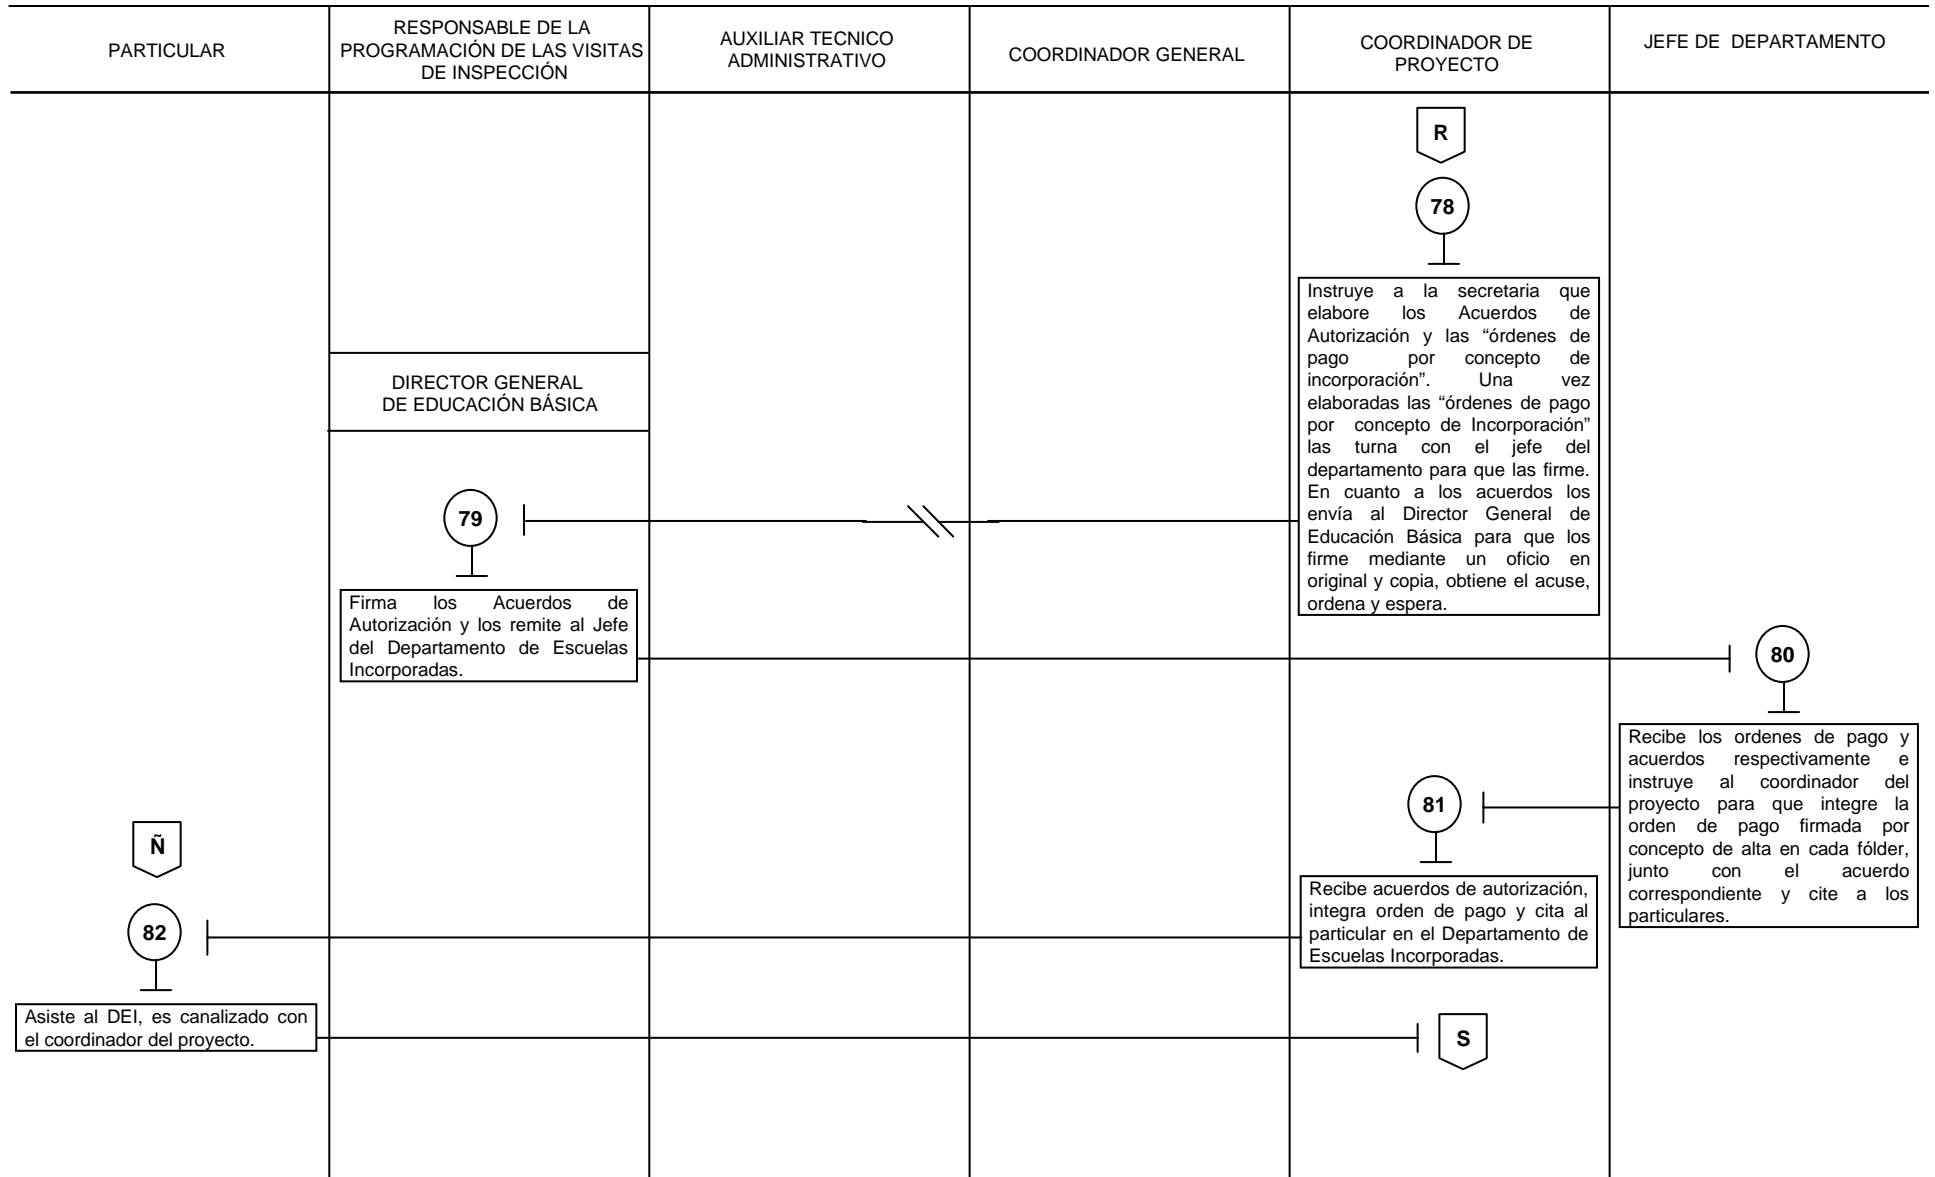 PARTICULAR
RESPONSABLE DE LA
PROGRAMACIÓN DE LAS VISITAS
DE INSPECCIÓN
AUXILIAR TECNICO
ADMINISTRATIVO
COORDINADOR GENERAL
COORDINADOR DE
PROYECTO
JEFE DE DEPARTAMENTO
R
78
Instruye a la secretaria que
elabore los Acuerdos de
Autorización y las “órdenes de
pago por concepto de
incorporación”. Una vez
elaboradas las “órdenes de pago
por concepto de Incorporación”
las turna con el jefe del
departamento para que las firme.
En cuanto a los acuerdos los
envía al Director General de
Educación Básica para que los
firme mediante un oficio en
original y copia, obtiene el acuse,
ordena y espera.
DIRECTOR GENERAL
DE EDUCACIÓN BÁSICA
79
Firma los Acuerdos de
Autorización y los remite al Jefe
del Departamento de Escuelas
Incorporadas.
80
Recibe los ordenes de pago y
acuerdos respectivamente e
instruye al coordinador del
proyecto para que integre la
orden de pago firmada por
concepto de alta en cada fólder,
junto con el acuerdo
correspondiente y cite a los
particulares.
81
Recibe acuerdos de autorización,
integra orden de pago y cita al
particular en el Departamento de
Escuelas Incorporadas.
Ñ
82
Asiste al DEI, es canalizado con
el coordinador del proyecto.
S